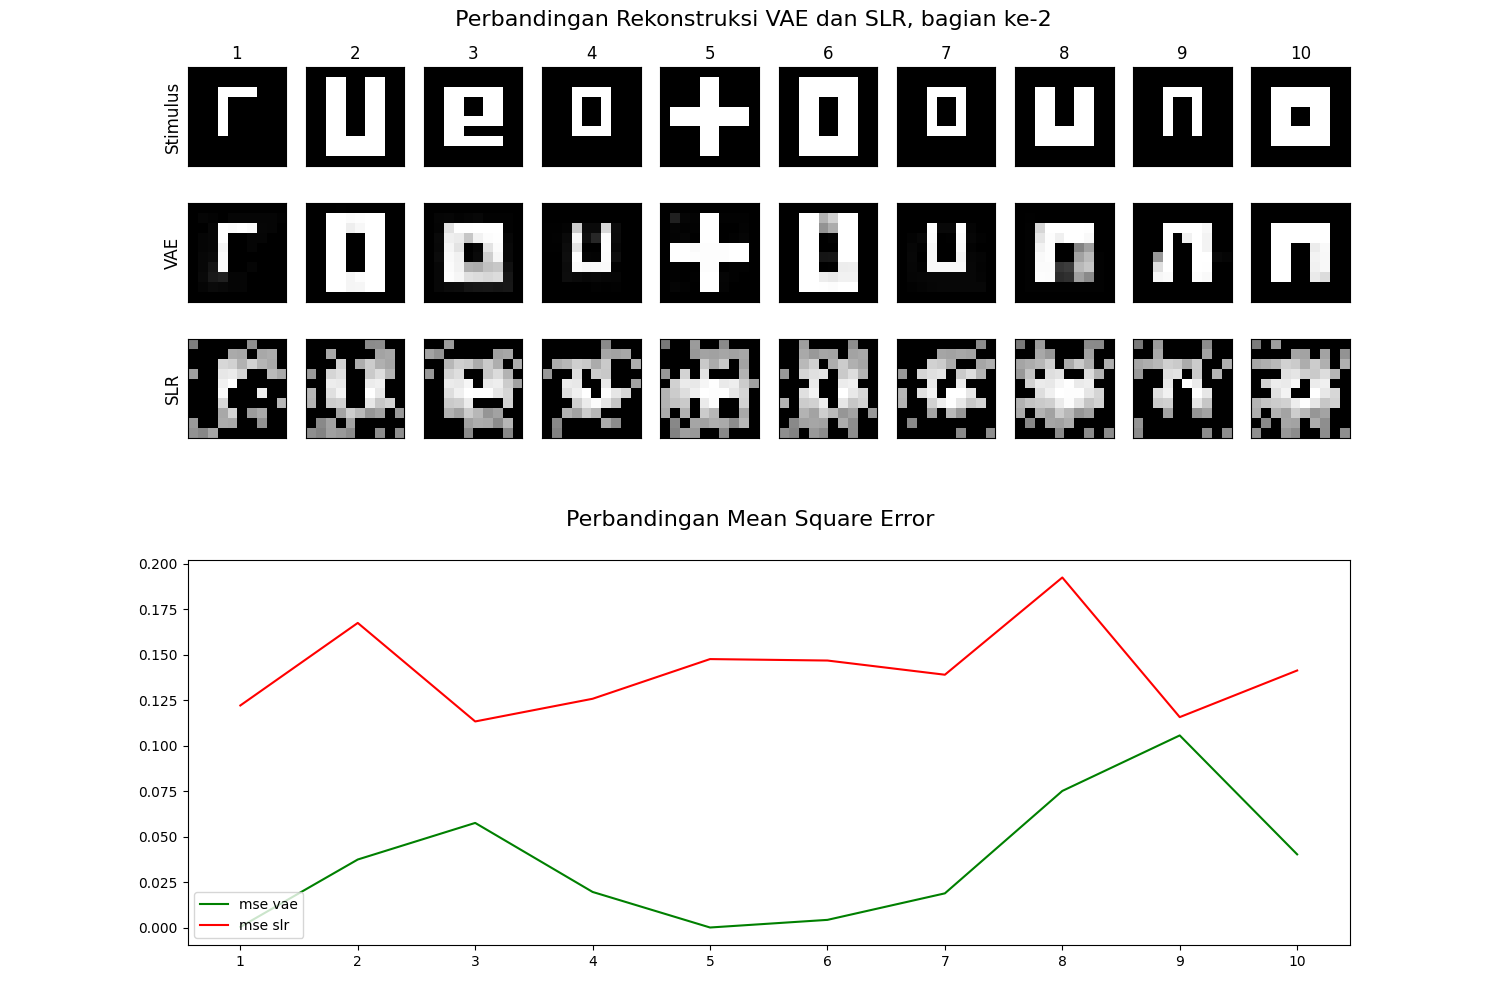 Perbandingan Rekonstruksi VAE dan SLR, bagian ke-2
1 2 3 4 5 6 7 8 9 10
Stimulus
VAE
SLR
Perbandingan Mean Square Error
0.200
0.175
0.150
0.125
0.100
0.075
0.050
0.025
0.000
mse vae
mse slr
1 2 3 4 5 6 7 8 9 10